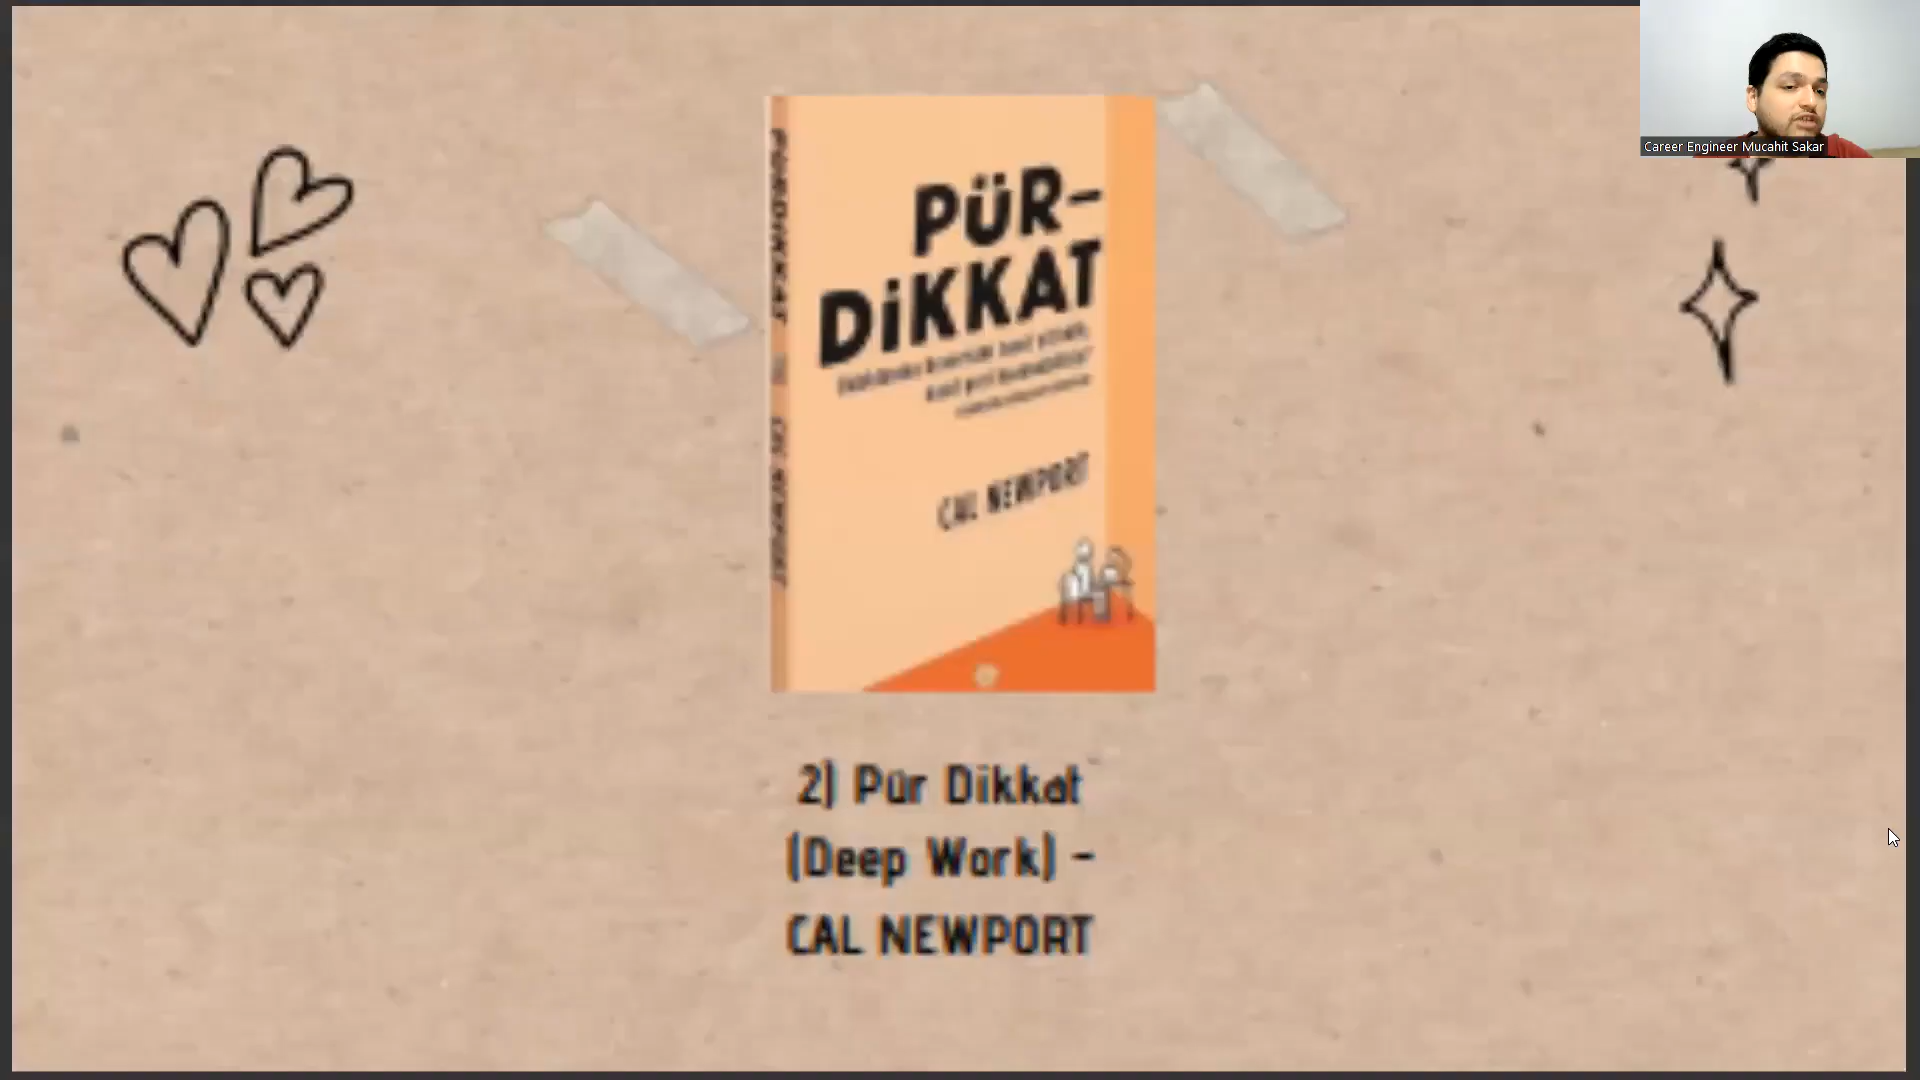 Career Engineer Mucahit Sakar
PÜR-
DİKKAT
CAL NEWPORT
PÜR-DİKKAT
CAL NEWPORT
2) Pür Dikkat
(Deep Work) -
CAL NEWPORT